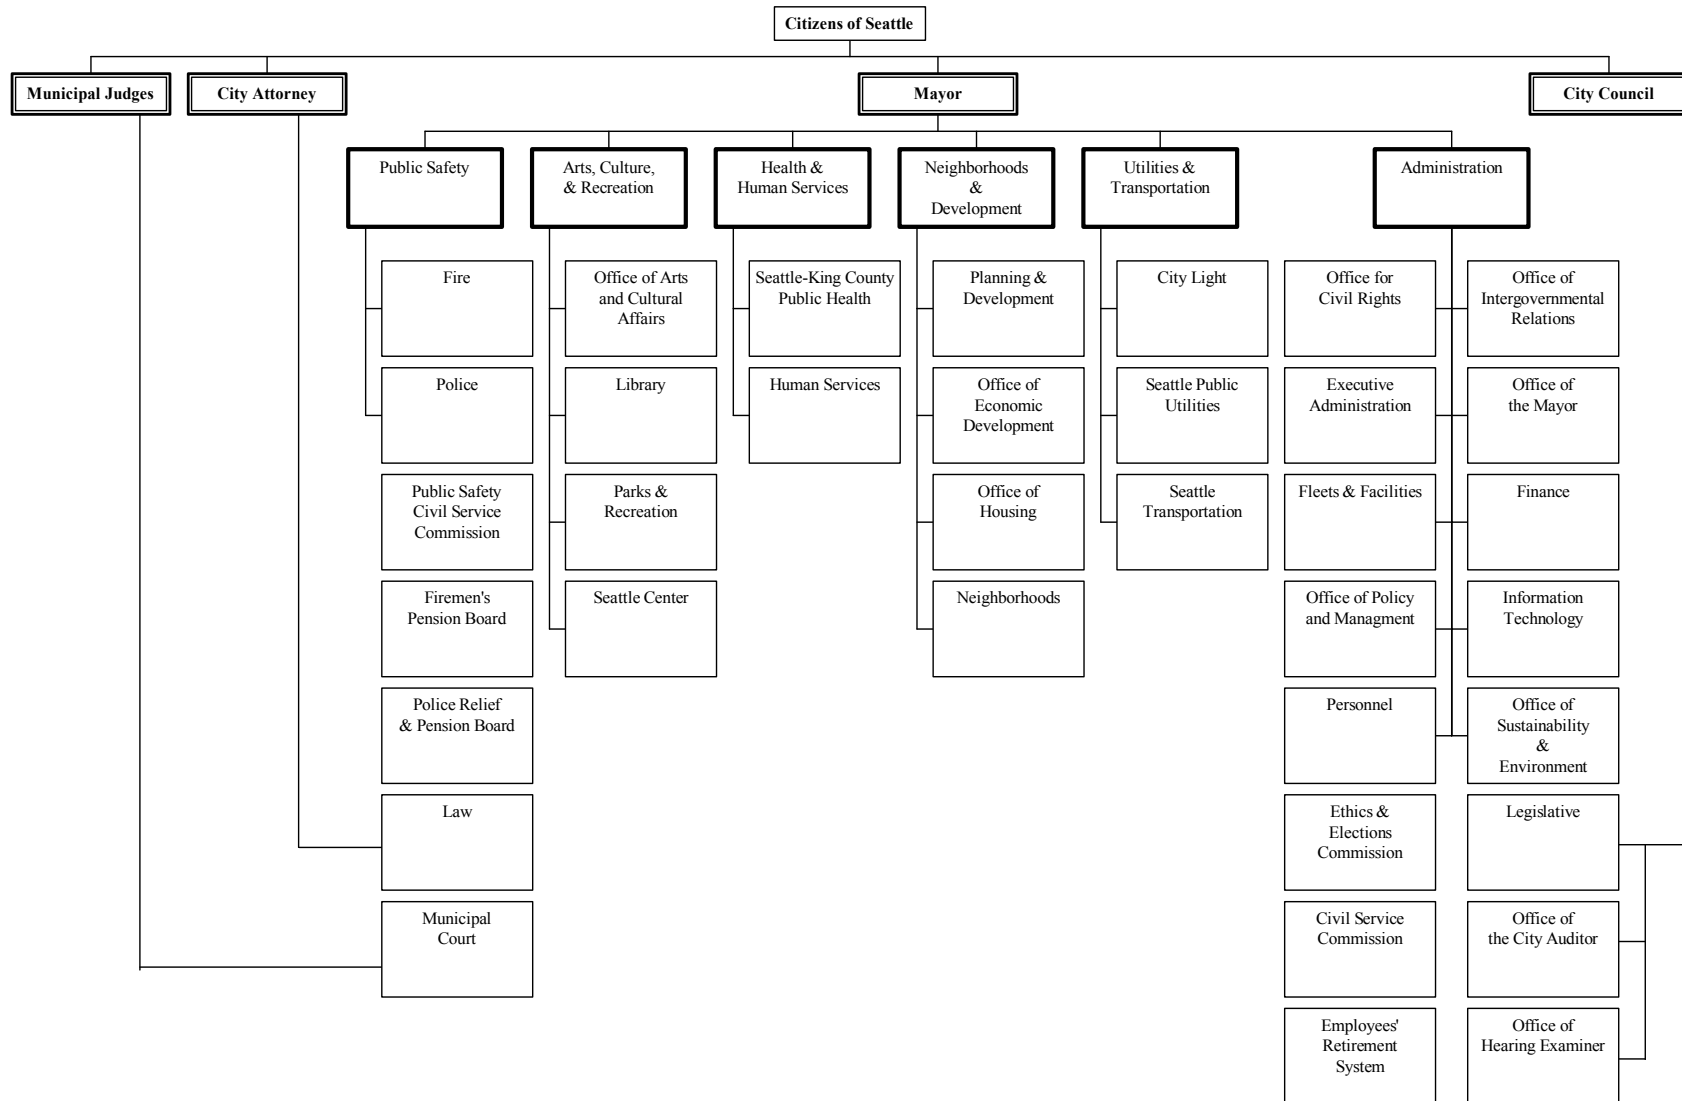 Citizens of Seattle
Municipal Judges
City Attorney
Mayor
City Council
Public Safety
Arts, Culture,
& Recreation
Health &
Human Services
Neighborhoods
&
Development
Utilities &
Transportation
Administration
Fire
Office of Arts
and Cultural
Affairs
Seattle-King County
Public Health
Planning &
Development
City Light
Office for
Civil Rights
Office of
Intergovernmental
Relations
Police
Library
Human Services
Office of
Economic
Development
Seattle Public
Utilities
Executive
Administration
Office of
the Mayor
Public Safety
Civil Service
Commission
Parks &
Recreation
Office of
Housing
Seattle
Transportation
Fleets & Facilities
Finance
Firemen's
Pension Board
Seattle Center
Neighborhoods
Office of Policy
and Managment
Information
Technology
Police Relief
& Pension Board
Personnel
Office of
Sustainability
&
Environment
Law
Ethics &
Elections
Commission
Legislative
Municipal
Court
Civil Service
Commission
Office of
the City Auditor
Employees'
Retirement
System
Office of
Hearing Examiner